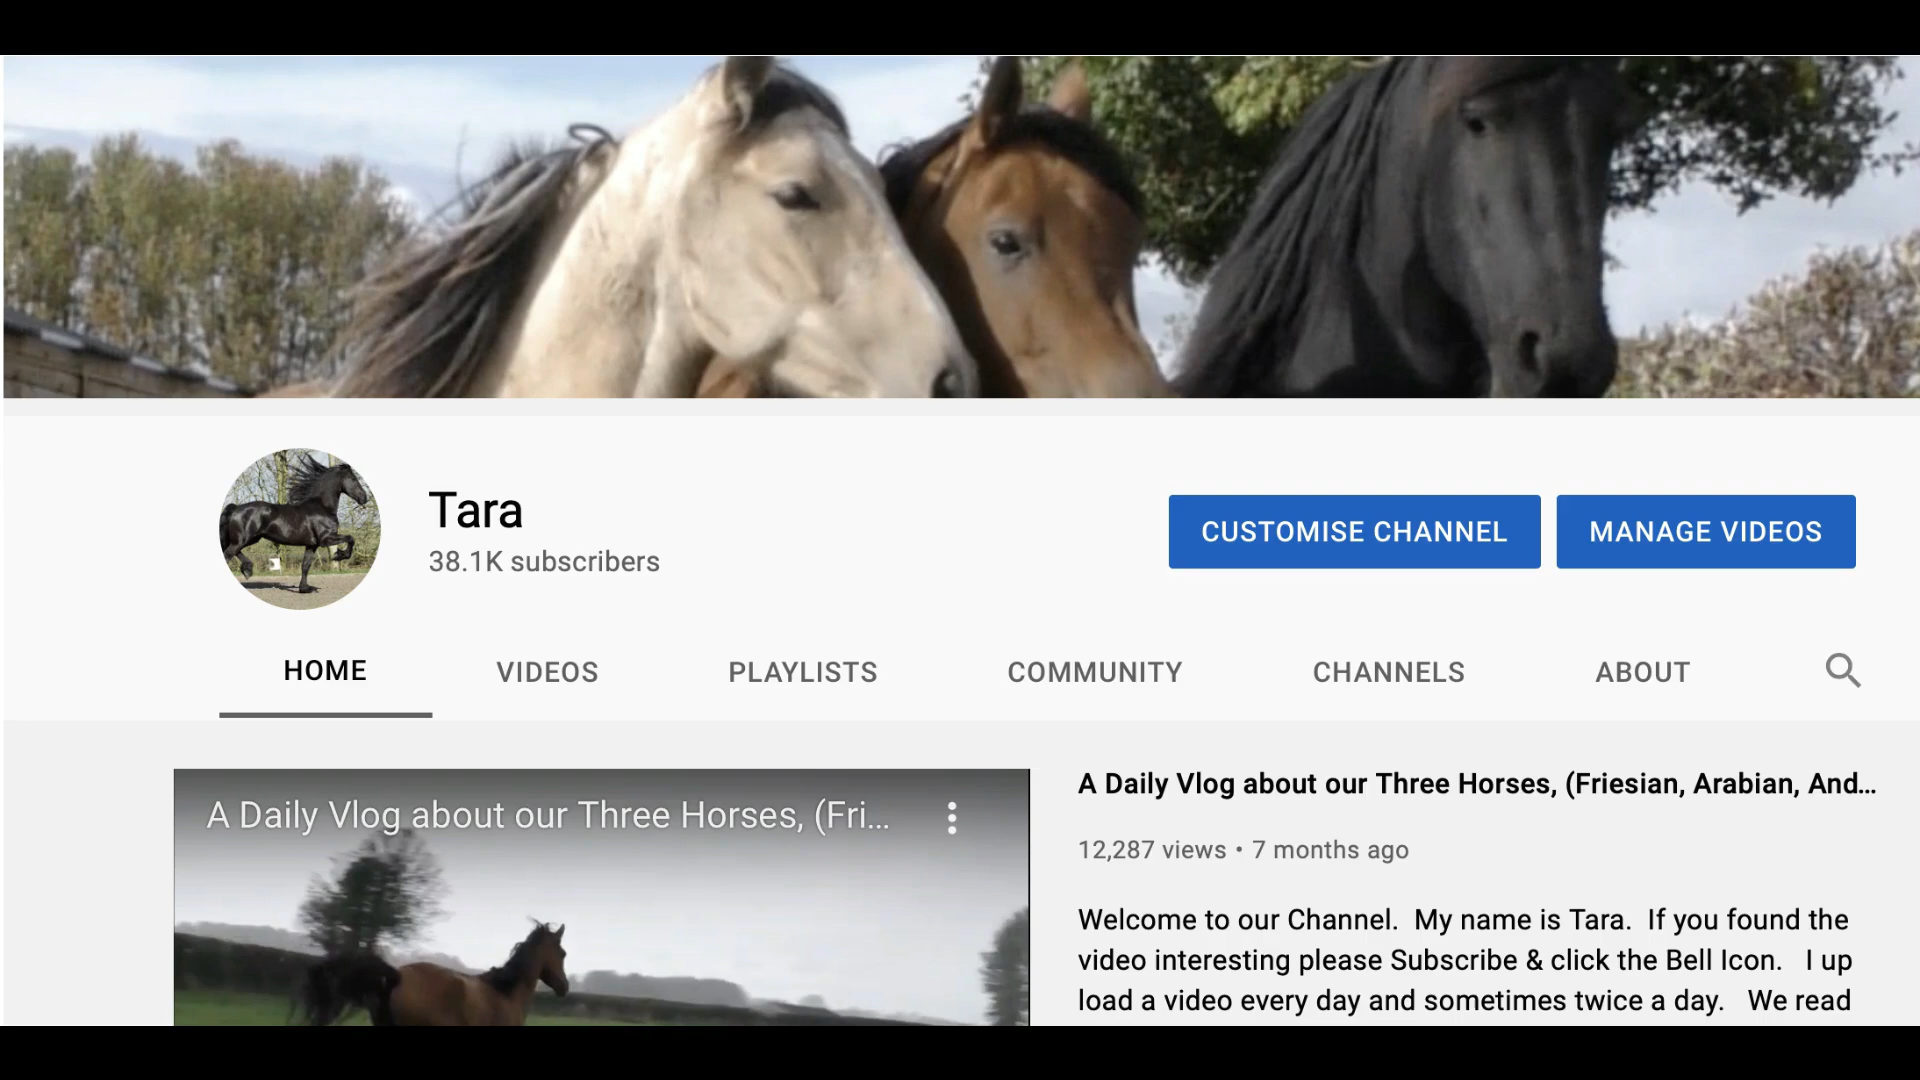 Tara
38.1K subscribers
CUSTOMISE CHANNEL
MANAGE VIDEOS
HOME
VIDEOS
PLAYLISTS
COMMUNITY
CHANNELS
ABOUT
A Daily Vlog about our Three Horses, (Fri...
A Daily Vlog about our Three Horses, (Friesian, Arabian, And...
12,287 views • 7 months ago
Welcome to our Channel.  My name is Tara.  If you found the
video interesting please Subscribe & click the Bell Icon.   I up
load a video every day and sometimes twice a day.   We read